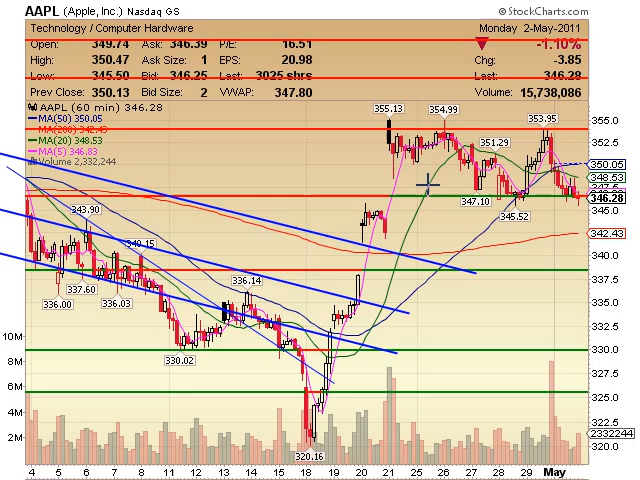 AAPL (Apple, Inc.) Nasdaq GS © StockCharts.com
Technology / Computer Hardware Monday 2-May-2011
Open: 349.74 Ask: 346.39 P/E: 16.51 -1.10%
High: 350.47 Ask Size: 1 EPS: 20.98 Chg: -3.85
Low: 345.50 Bid: 346.25 Last: 3025 shrs Last: 346.28
Prev Close: 350.13 Bid Size: 2 VWAP: 347.80 Volume: 15,738,086
AAPL (60 min) 346.28
MA(50) 350.05
MA(200) 342.43
MA(20) 348.53
MA(5) 346.83
Volume 2,332,244
355.13
354.99
353.95
351.29
347.10
345.52
343.90
340.15
337.60
336.00
336.03
336.14
330.02
320.16
355.0
352.5
350.05
348.53
346.28
345.0
342.43
340.0
337.5
335.0
332.5
330.0
327.5
325.0
322.5
2332244
320.0
10M
8M
6M
4M
2M
4 5 6 7 8 11 12 13 14 15 18 19 20 21 25 26 27 28 29 May